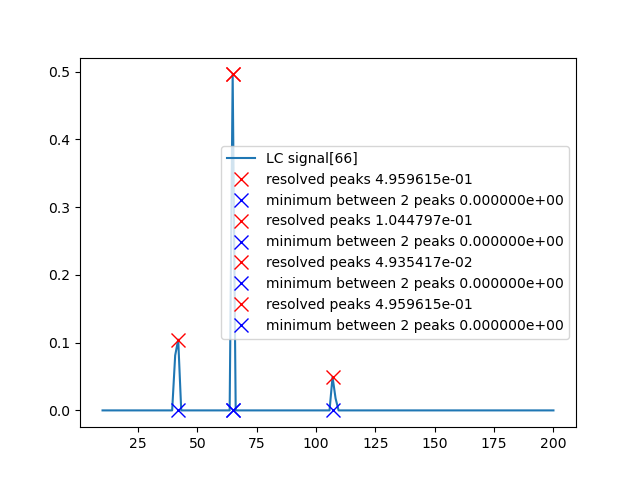 0.5
0.4
0.3
0.2
0.1
0.0
LC signal[66]
resolved peaks 4.959615e-01
minimum between 2 peaks 0.000000e+00
resolved peaks 1.044797e-01
minimum between 2 peaks 0.000000e+00
resolved peaks 4.935417e-02
minimum between 2 peaks 0.000000e+00
resolved peaks 4.959615e-01
minimum between 2 peaks 0.000000e+00
25 50 75 100 125 150 175 200